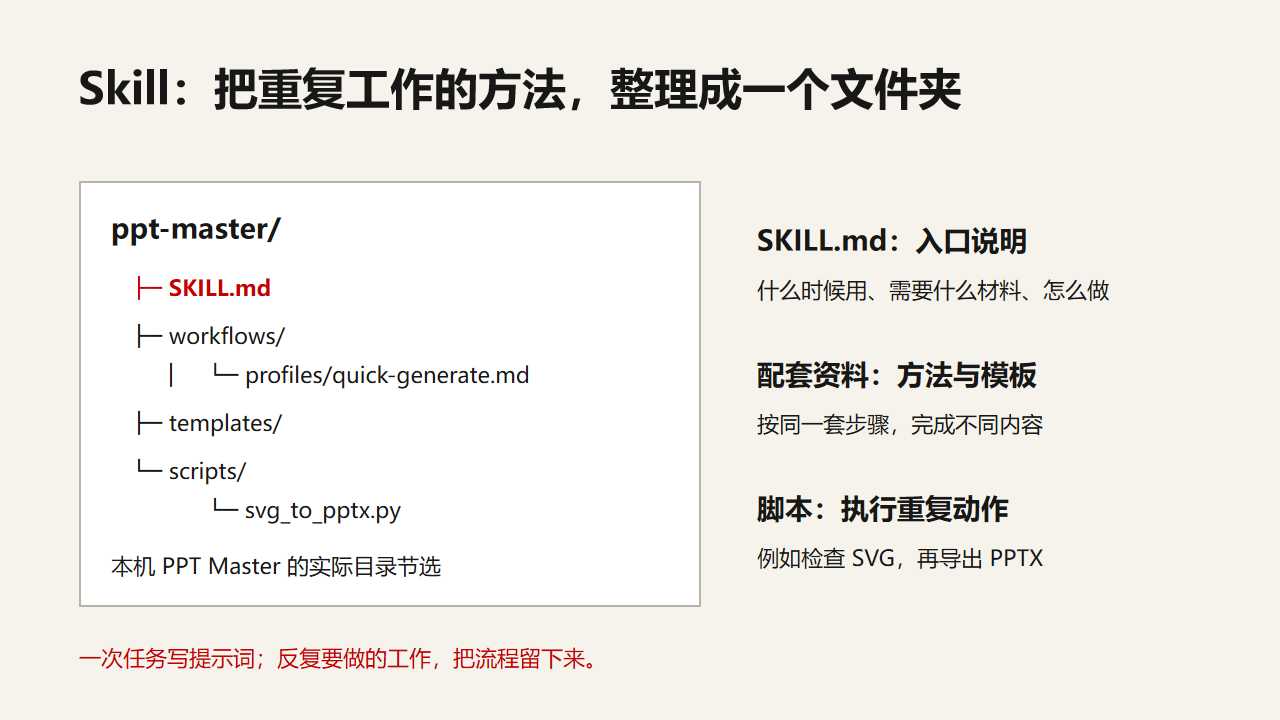 Skill：把重复工作的方法，整理成一个文件夹
ppt-master/
├─ SKILL.md
├─ workflows/
│ └─ profiles/quick-generate.md
├─ templates/
└─ scripts/
└─ svg_to_pptx.py
本机 PPT Master 的实际目录节选
SKILL.md：入口说明
什么时候用、需要什么材料、怎么做
配套资料：方法与模板
按同一套步骤，完成不同内容
脚本：执行重复动作
例如检查 SVG，再导出 PPTX
一次任务写提示词；反复要做的工作，把流程留下来。